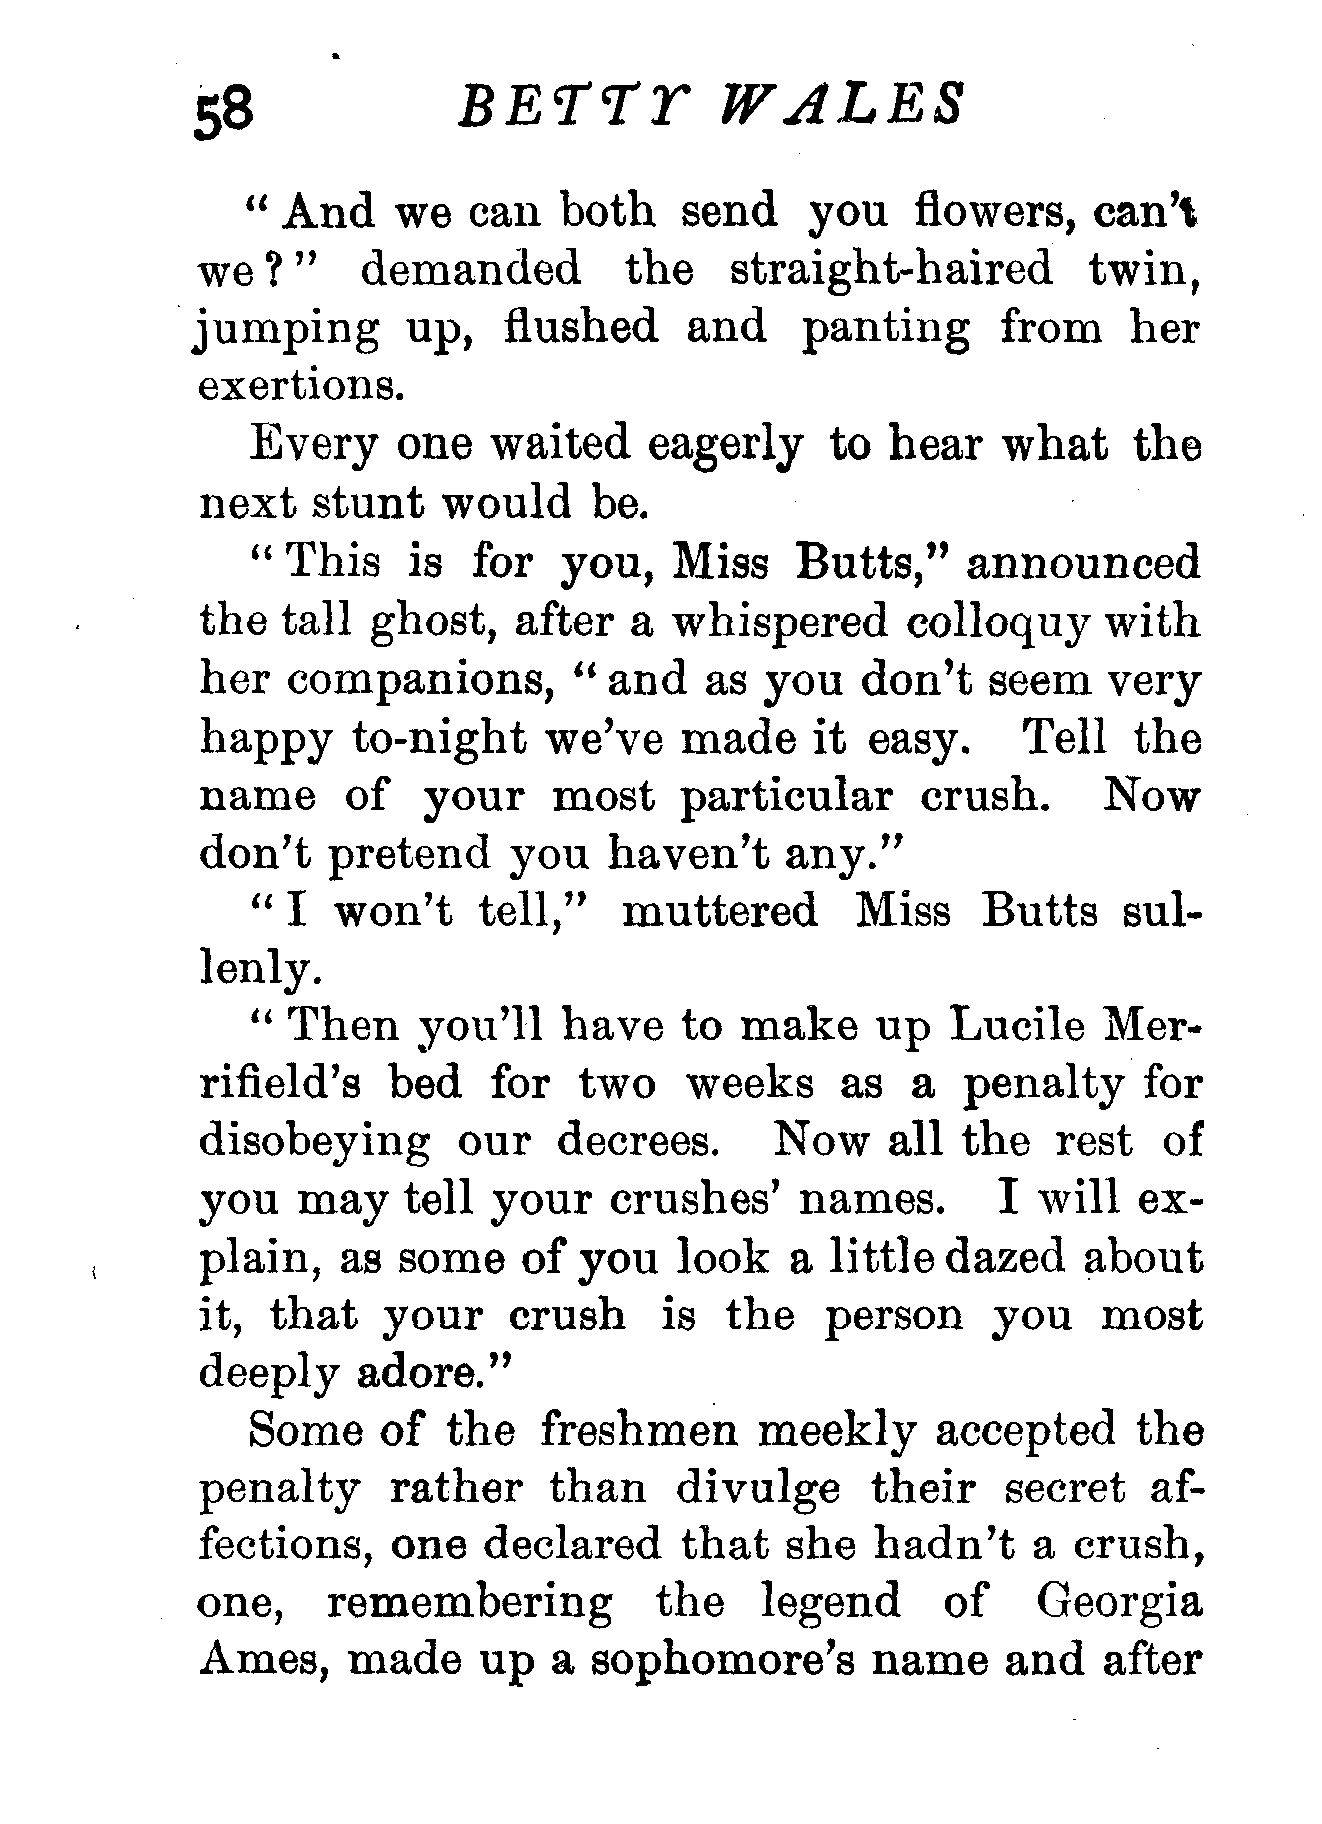 58 BETTY WALES
“ And we can both send you flowers, can’t
we ? ” demanded the straight-haired twin,
jumping up, flushed and panting from her
exertions.
Every one waited eagerly to hear what the
next stunt would be.
“ This is for you, Miss Butts,” announced
the tall ghost, after a whispered colloquy with
her companions, “ and as you don’t seem very
happy to-night we’ve made it easy. Tell the
name of your most particular crush. Now
don’t pretend you haven’t any.”
“ I won’t tell,” muttered Miss Butts sul-
lenly.
“ Then you’ll have to make up Lucile Mer-
rifield’s bed for two weeks as a penalty for
disobeying our decrees. Now all the rest of
you may tell your crushes’ names. I will ex-
plain, as some of you look a little dazed about
it, that your crush is the person you most
deeply adore.”
Some of the freshmen meekly accepted the
penalty rather than divulge their secret af-
fections, one declared that she hadn’t a crush,
one, remembering the legend of Georgia
Ames, made up a sophomore’s name and after